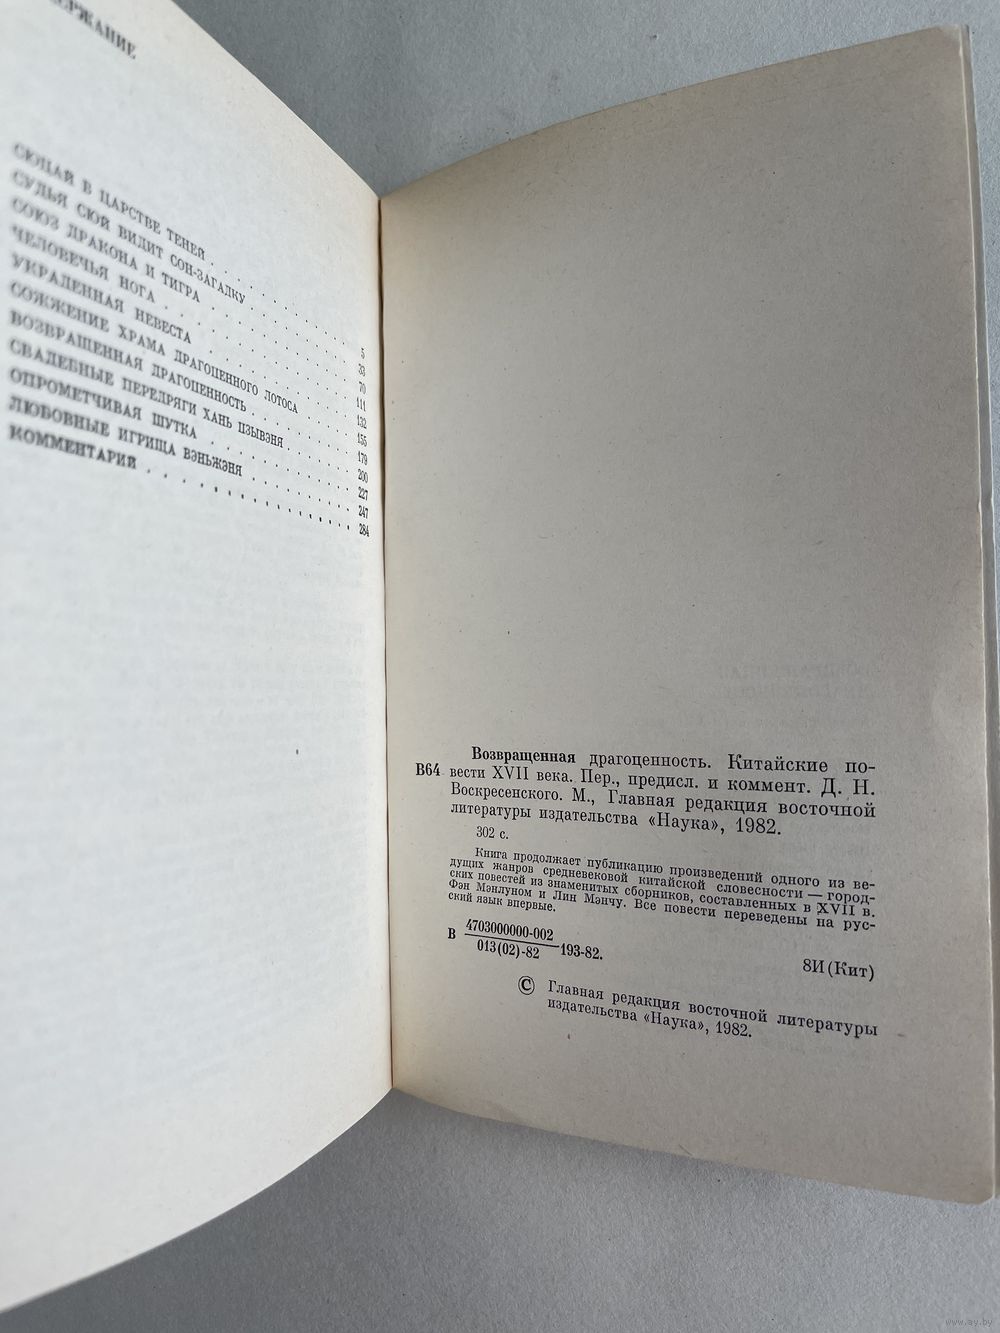 ЕРЖАНИЕ
СЮЦАЙ В ЦАРСТВЕ ТЕНЕЙ . . . . . . . . 5
СУДЬЯ СЮЙ ВИДИТ СОН-ЗАГАДКУ . . . . . . . 33
СОЮЗ ДРАКОНА И ТИГРА . . . . . . . . 70
ЧЕЛОВЕЧЬЯ НОГА . . . . . . . . . . 111
УКРАДЕННАЯ НЕВЕСТА . . . . . . . . . 132
СОЖЖЕНИЕ ХРАМА ДРАГОЦЕННОГО ЛОТОСА . . . . 155
ВОЗВРАЩЕННАЯ ДРАГОЦЕННОСТЬ . . . . . . 179
СВАДЕБНЫЕ ПЕРЕДРЯГИ ХАНЬ ЦЗЫВЭНЯ . . . . . 200
ОПРОМЕТЧИВАЯ ШУТКА . . . . . . . . . 227
ЛЮБОВНЫЕ ИГРИЩА ВЭНЬЖЭНЯ . . . . . . . 247
КОММЕНТАРИЙ . . . . . . . . . . . . 284
Возвращенная драгоценность. Китайские по-
В64 вести XVII века. Пер., предисл. и коммент. Д. Н.
Воскресенского. М., Главная редакция восточной
литературы издательства «Наука», 1982.
302 с.
Книга продолжает публикацию произведений одного из ве-
дущих жанров средневековой китайской словесности — город-
ских повестей из знаменитых сборников, составленных в XVII в.
Фэн Мэнлуном и Лин Мэнчу. Все повести переведены на рус-
ский язык впервые.
В 4703000000-002
013(02)-82 193-82.
8И(Кит)
© Главная редакция восточной литературы
издательства «Наука», 1982.
www.ay.by